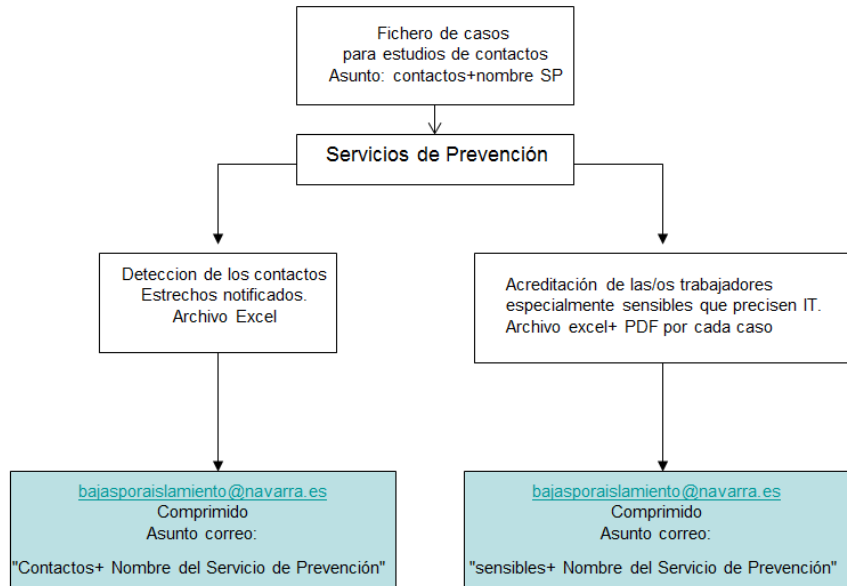 Fichero de casos
para estudios de contactos
Asunto: contactos+nombre SP
Servicios de Prevención
Deteccion de los contactos
Estrechos notificados.
Archivo Excel
Acreditación de las/os trabajadores
especialmente sensibles que precisen IT.
Archivo excel+ PDF por cada caso
bajasporaislamiento@navarra.es
Comprimido
Asunto correo:
"Contactos+ Nombre del Servicio de Prevención"
bajasporaislamiento@navarra.es
Comprimido
Asunto correo:
"sensibles+ Nombre del Servicio de Prevención"